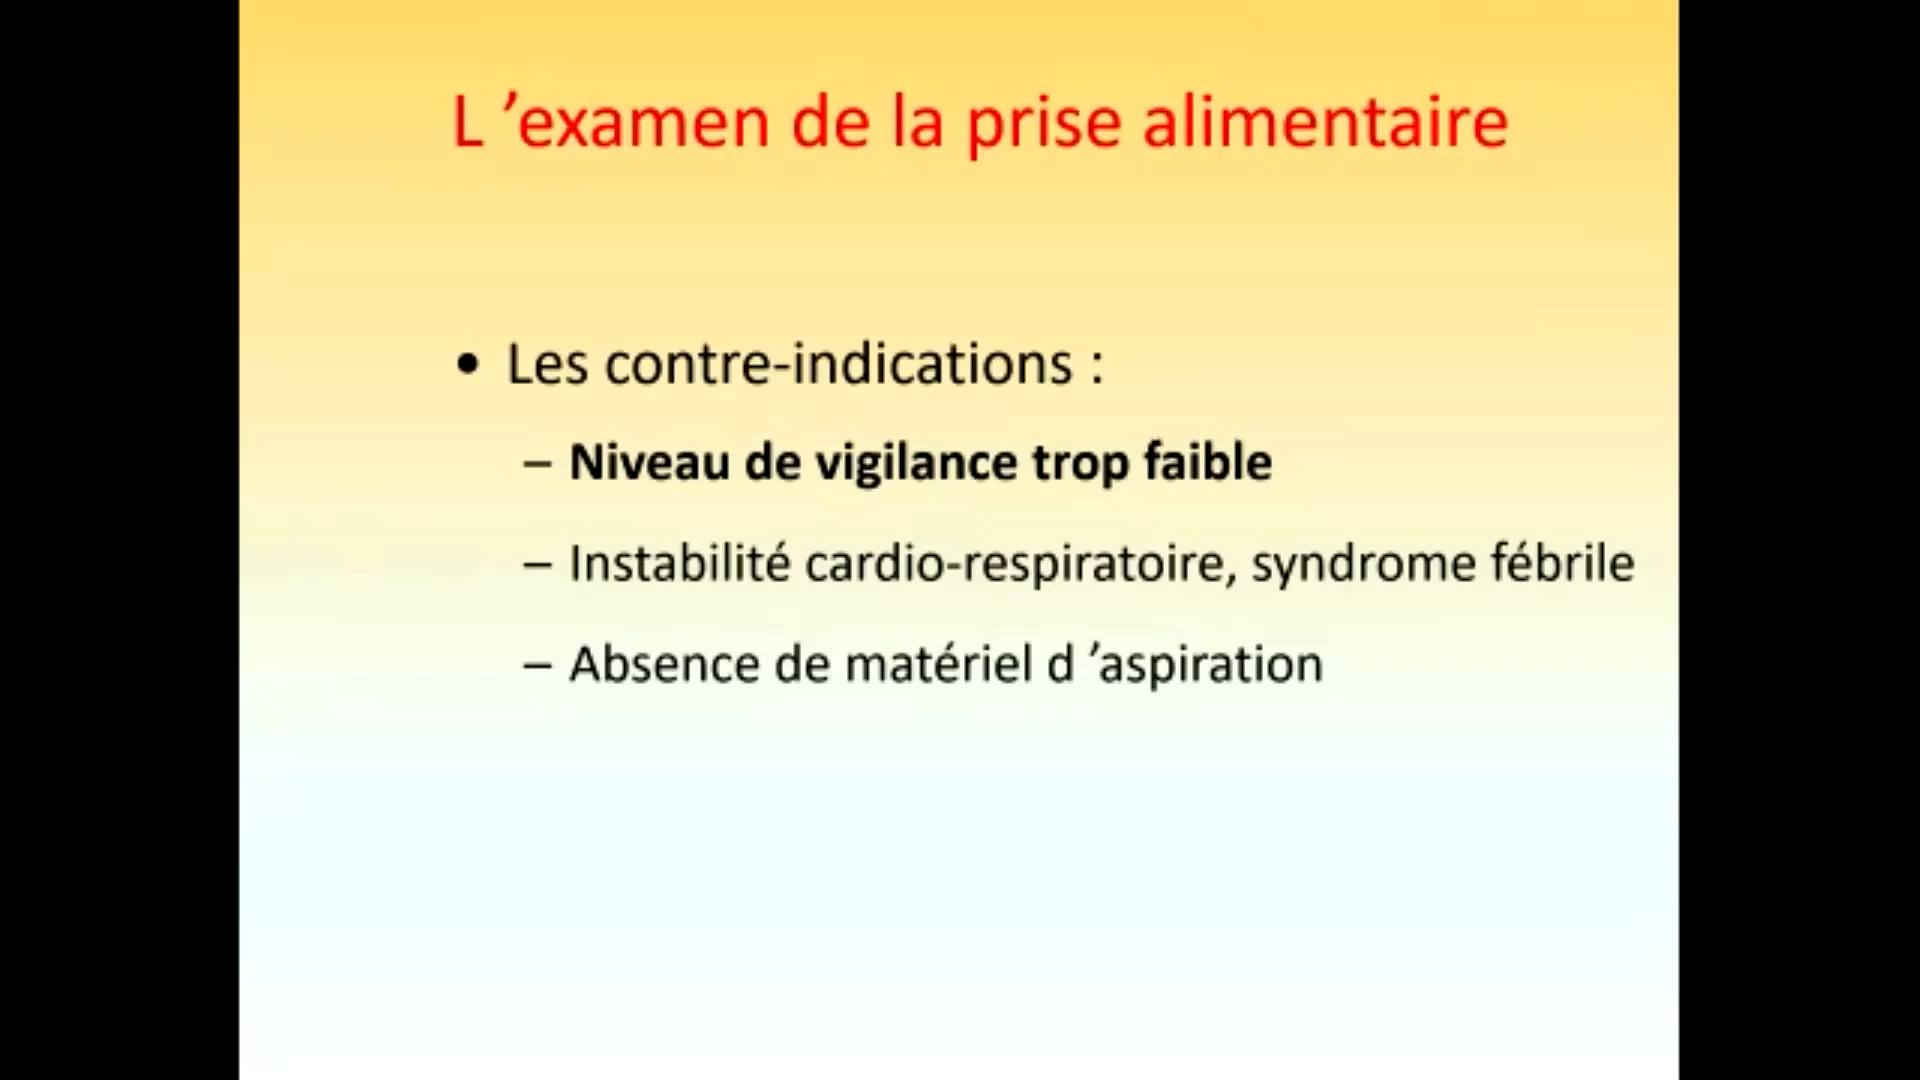 L ’examen de la prise alimentaire
• Les contre-indications :
– Niveau de vigilance trop faible
– Instabilité cardio-respiratoire, syndrome fébrile
– Absence de matériel d ’aspiration